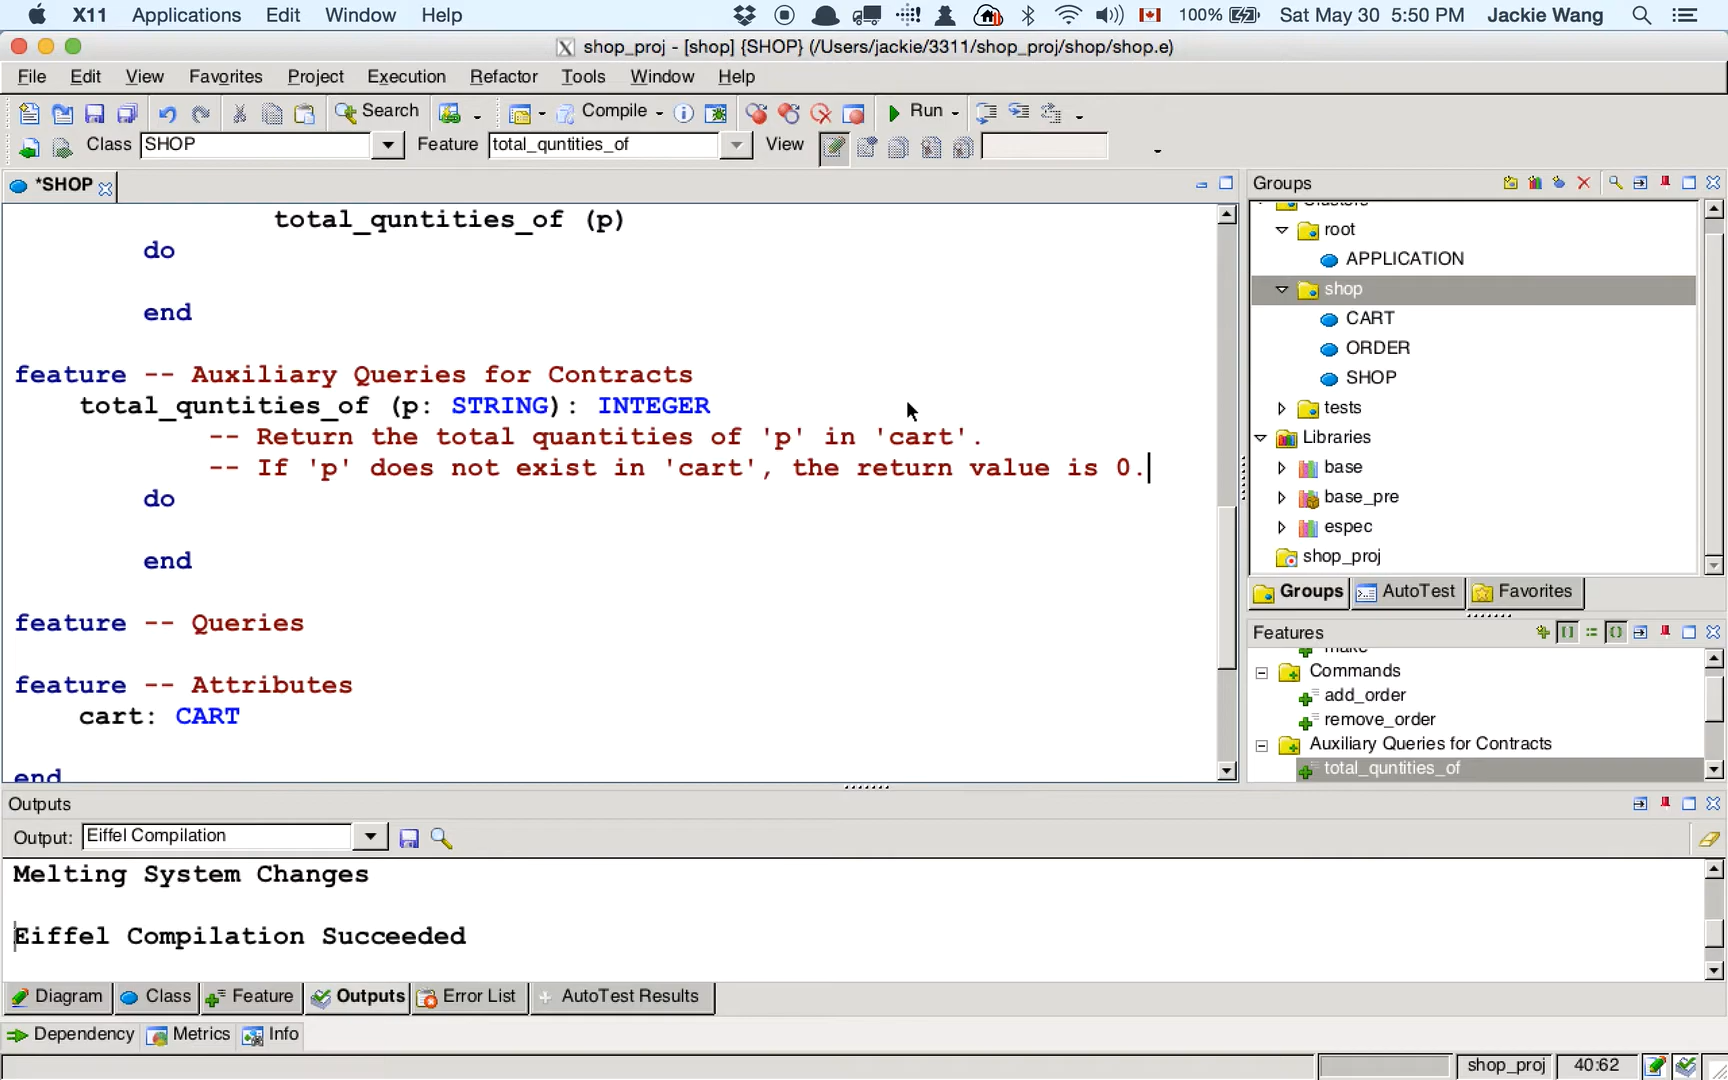 X11 Applications Edit Window Help 100% Sat May 30 5:50 PM Jackie Wang
shop_proj - [shop] {SHOP} (/Users/jackie/3311/shop_proj/shop/shop.e)
File Edit View Favorites Project Execution Refactor Tools Window Help
Search Compile Run
Class SHOP Feature total_quntities_of View
*SHOP
total_quntities_of (p)
do
end
feature -- Auxiliary Queries for Contracts
total_quntities_of (p: STRING): INTEGER
-- Return the total quantities of 'p' in 'cart'.
-- If 'p' does not exist in 'cart', the return value is 0.
do
end
feature -- Queries
feature -- Attributes
cart: CART
end
Groups
Clusters
root
APPLICATION
shop
CART
ORDER
SHOP
tests
Libraries
base
base_pre
espec
shop_proj
Groups AutoTest Favorites
Features
make
Commands
add_order
remove_order
Auxiliary Queries for Contracts
total_quntities_of
Outputs
Output: Eiffel Compilation
Melting System Changes
Eiffel Compilation Succeeded
Diagram Class Feature Outputs Error List AutoTest Results
Dependency Metrics Info
shop_proj 40:62